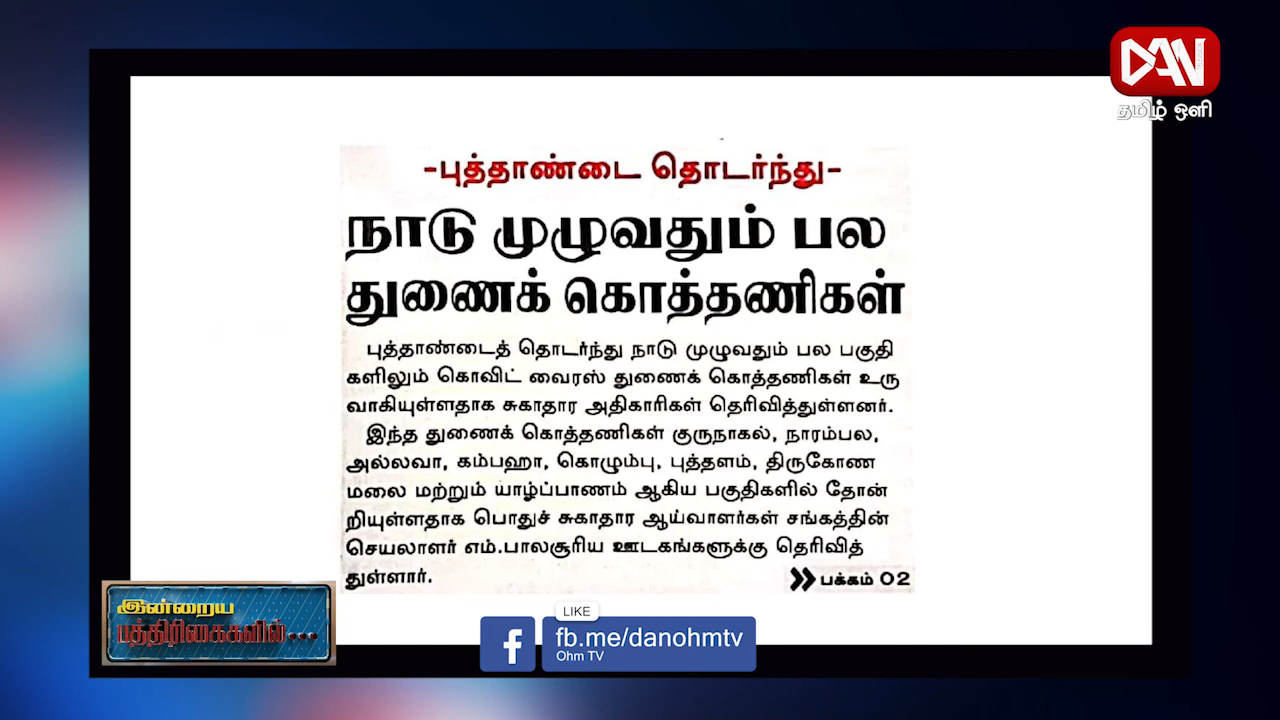 DAN
தமிழ் ஒளி
-புத்தாண்டை தொடர்ந்து-
நாடு முழுவதும் பல
துணைக் கொத்தணிகள்
புத்தாண்டைத் தொடர்ந்து நாடு முழுவதும் பல பகுதி
களிலும் கொவிட் வைரஸ் துணைக் கொத்தணிகள் உரு
வாகியுள்ளதாக சுகாதார அதிகாரிகள் தெரிவித்துள்ளனர்.
இந்த துணைக் கொத்தணிகள் குருநாகல், நாரம்பல,
அல்லவா, கம்பஹா, கொழும்பு, புத்தளம், திருகோண
மலை மற்றும் யாழ்ப்பாணம் ஆகிய பகுதிகளில் தோன்
றியுள்ளதாக பொதுச் சுகாதார ஆய்வாளர்கள் சங்கத்தின்
செயலாளர் எம்.பாலசூரிய ஊடகங்களுக்கு தெரிவித்
துள்ளார்.
பக்கம் 02
இன்றைய
பத்திரிகைகளில்...
LIKE
f fb.me/danohmtv
Ohm TV